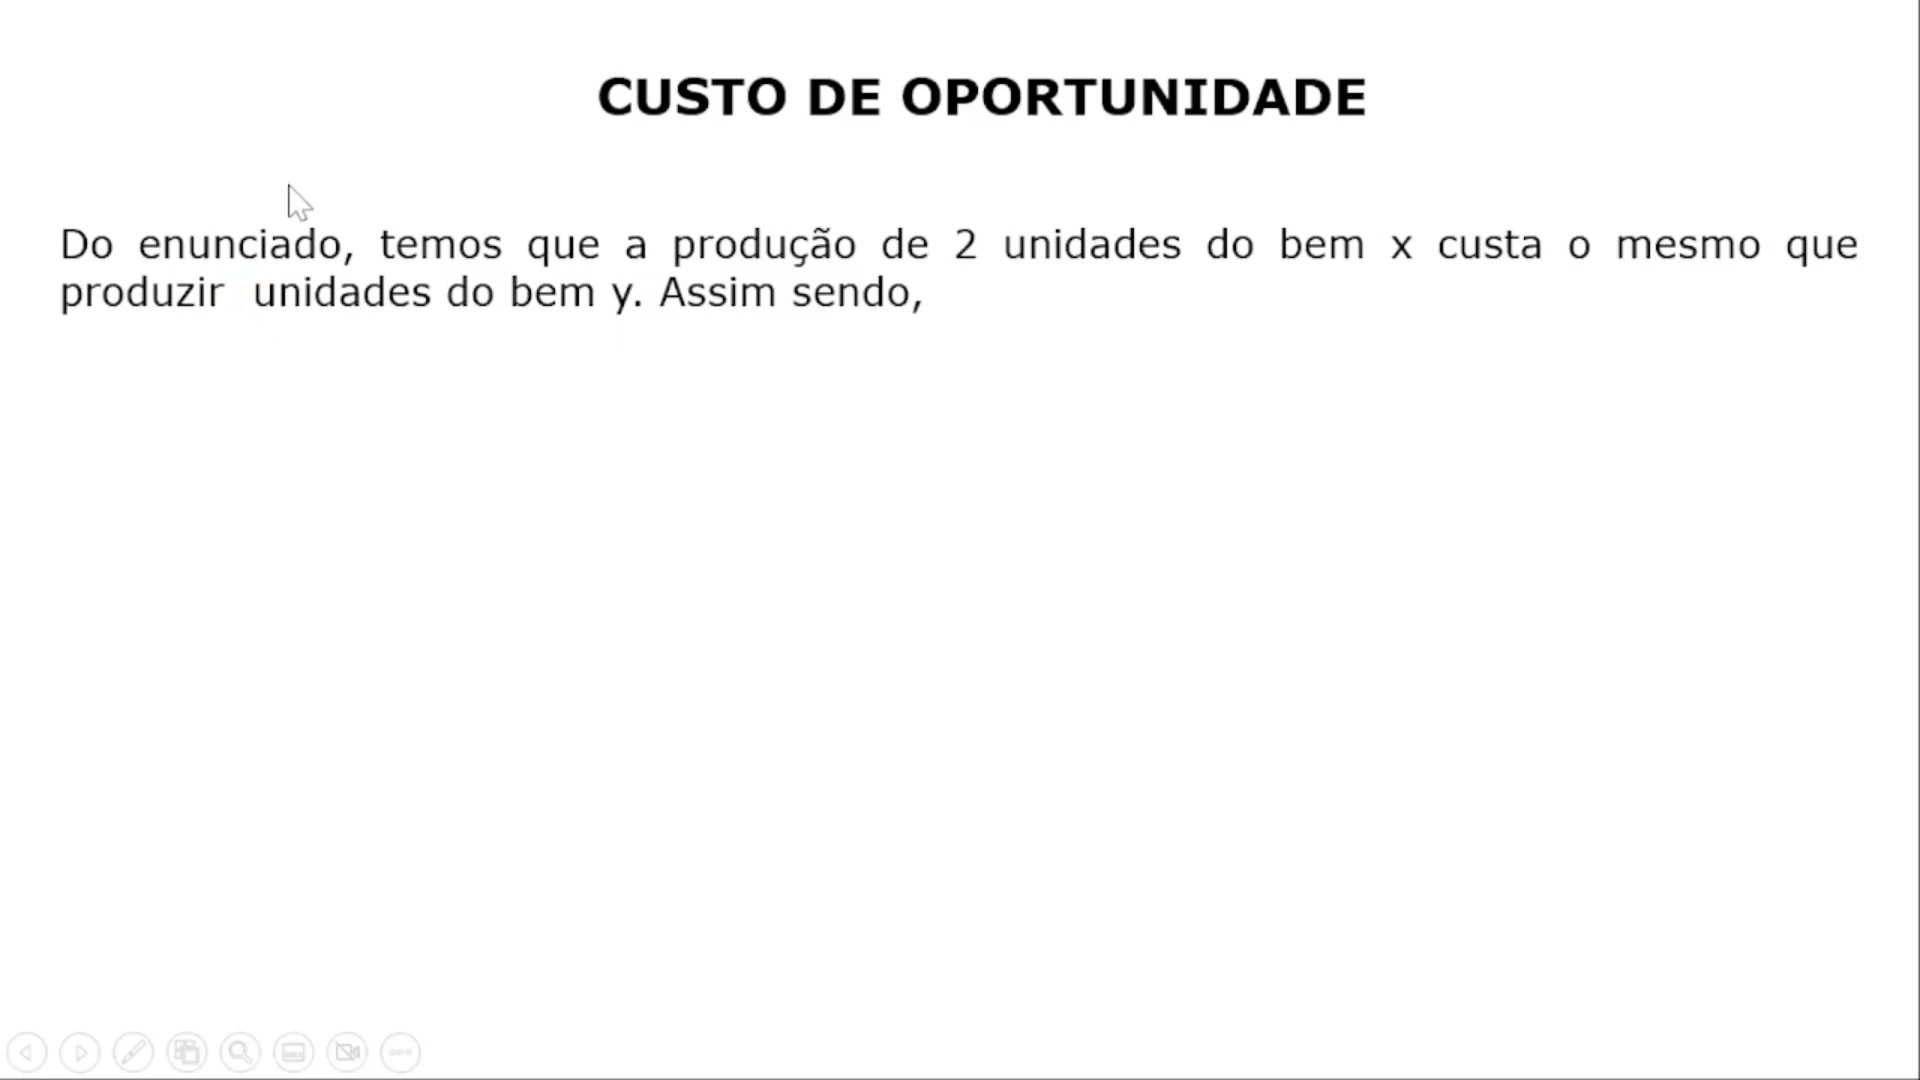 CUSTO DE OPORTUNIDADE
Do enunciado, temos que a produção de 2 unidades do bem x custa o mesmo que
produzir unidades do bem y. Assim sendo,